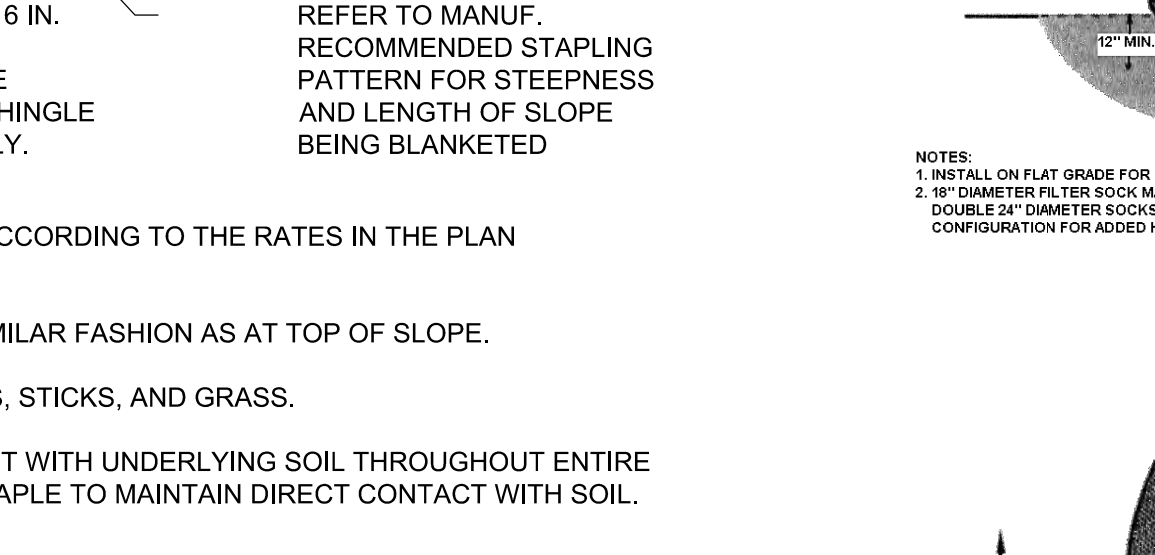 6 IN.
REFER TO MANUF.
RECOMMENDED STAPLING
PATTERN FOR STEEPNESS
HINGLE
AND LENGTH OF SLOPE
LY.
BEING BLANKETED
CCORDING TO THE RATES IN THE PLAN
MILAR FASHION AS AT TOP OF SLOPE.
S, STICKS, AND GRASS.
T WITH UNDERLYING SOIL THROUGHOUT ENTIRE
APLE TO MAINTAIN DIRECT CONTACT WITH SOIL.
12" MIN.
NOTES:
1. INSTALL ON FLAT GRADE FOR
2. 18" DIAMETER FILTER SOCK
DOUBLE 24" DIAMETER SOCKS
CONFIGURATION FOR ADDED